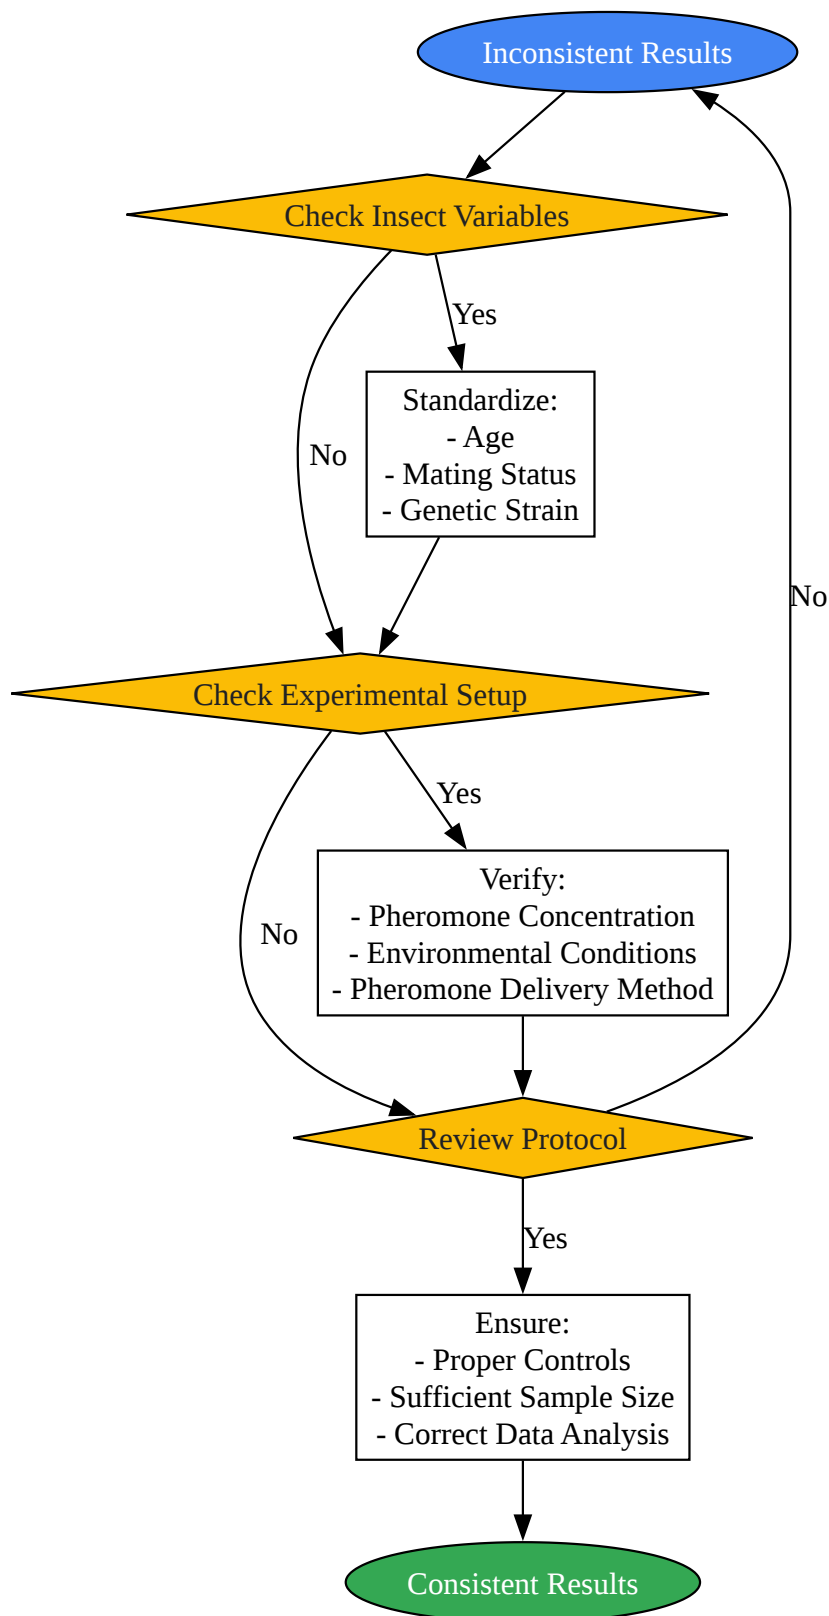 Inconsistent Results
Check Insect Variables
Yes
Standardize:
- Age
- Mating Status
- Genetic Strain
No
No
Check Experimental Setup
Yes
Verify:
- Pheromone Concentration
- Environmental Conditions
- Pheromone Delivery Method
No
Review Protocol
Yes
Ensure:
- Proper Controls
- Sufficient Sample Size
- Correct Data Analysis
Consistent Results